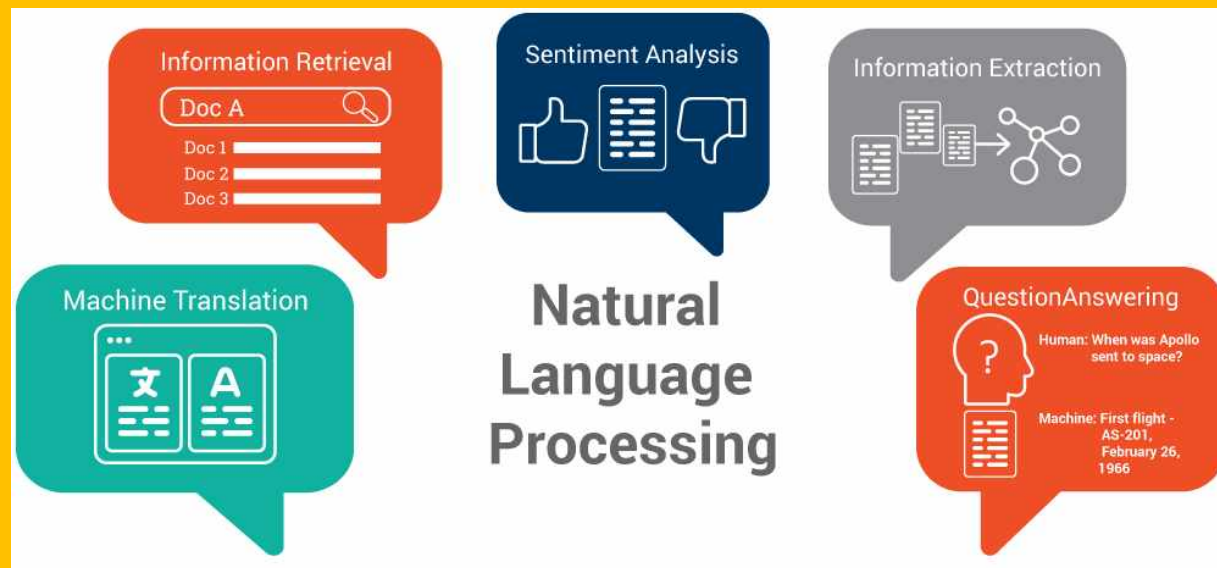 Information Retrieval
Doc A
Doc 1
Doc 2
Doc 3
Sentiment Analysis
Information Extraction
Machine Translation
文 A
Natural
Language
Processing
QuestionAnswering
?
Human: When was Apollo
sent to space?
Machine: First flight -
AS-201,
February 26,
1966